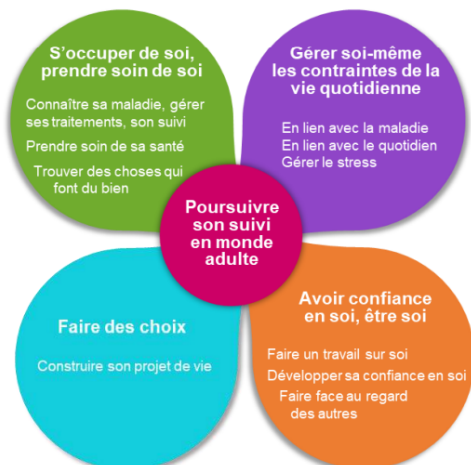 S'occuper de soi,
prendre soin de soi
Connaître sa maladie, gérer
ses traitements, son suivi
Prendre soin de sa santé
Trouver des choses qui
font du bien
Gérer soi-même
les contraintes de la
vie quotidienne
En lien avec la maladie
En lien avec le quotidien
Gérer le stress
Poursuivre
son suivi
en monde
adulte
Faire des choix
Construire son projet de vie
Avoir confiance
en soi, être soi
Faire un travail sur soi
Développer sa confiance en soi
Faire face au regard
des autres